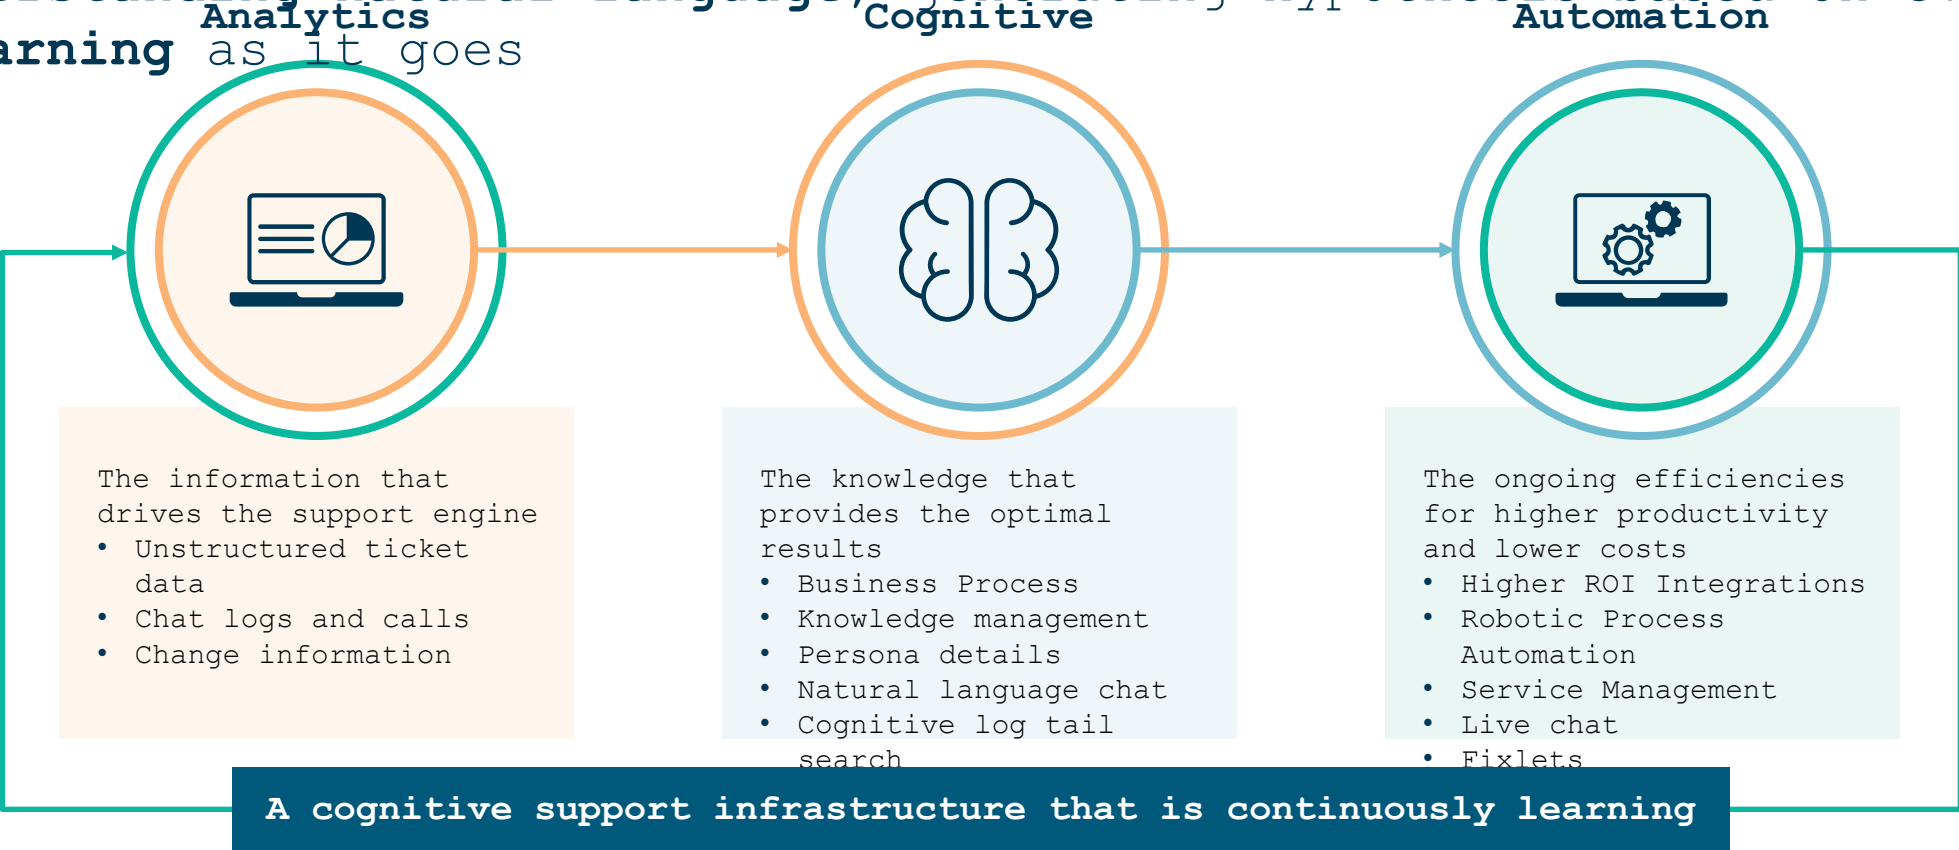 language,
Analytics
Cognitive
Automation
as it goes
The information that
drives the support engine
• Unstructured ticket
data
• Chat logs and calls
• Change information
The knowledge that
provides the optimal
results
• Business Process
• Knowledge management
• Persona details
• Natural language chat
• Cognitive log tail
search
The ongoing efficiencies
for higher productivity
and lower costs
• Higher ROI Integrations
• Robotic Process
Automation
• Service Management
• Live chat
• Fixlets
A cognitive support infrastructure that is continuously learning